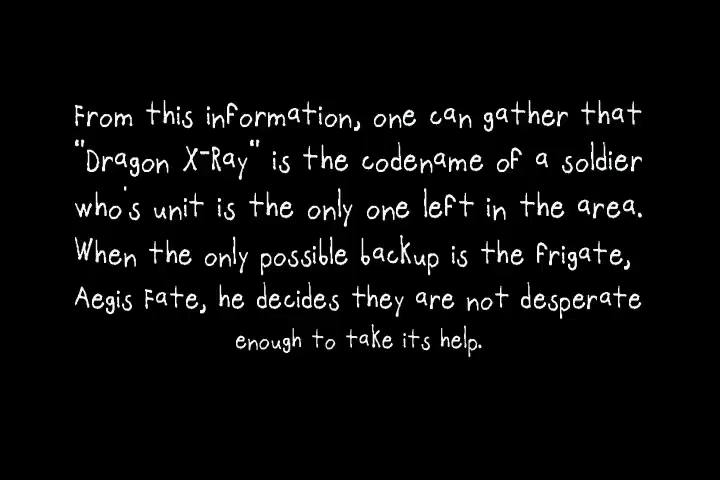 From this information, one can gather that
"Dragon X-Ray" is the codename of a soldier
who's unit is the only one left in the area.
When the only possible backup is the frigate,
Aegis Fate, he decides they are not desperate
enough to take its help.